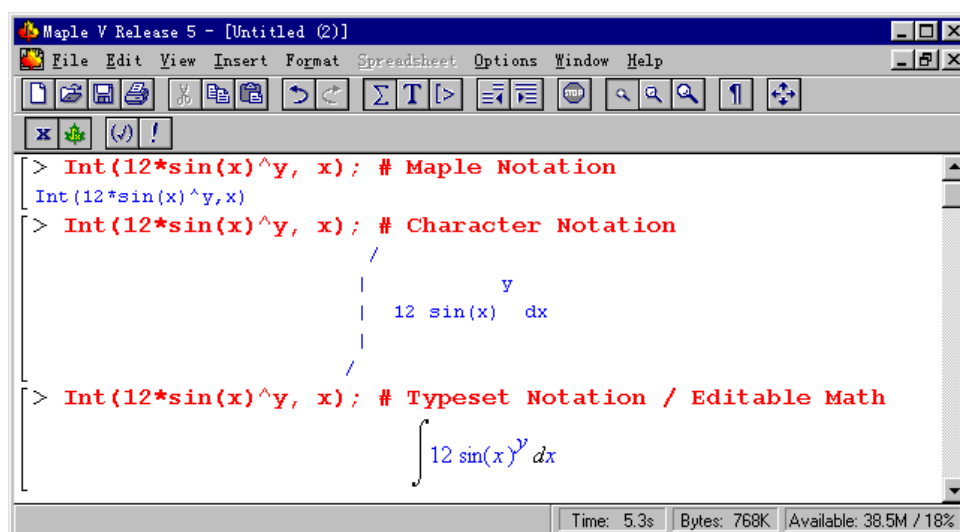 Maple V Release 5 - [Untitled (2)]
File Edit View Insert Format Spreadsheet Options Window Help
Σ T [> STOP ¶
x (√) !
[> Int(12*sin(x)^y, x); # Maple Notation
Int(12*sin(x)^y,x)
[> Int(12*sin(x)^y, x); # Character Notation
/
| y
| 12 sin(x) dx
|
/
[> Int(12*sin(x)^y, x); # Typeset Notation / Editable Math
∫ 12 sin(x)^y dx
Time: 5.3s Bytes: 768K Available: 38.5M / 18%